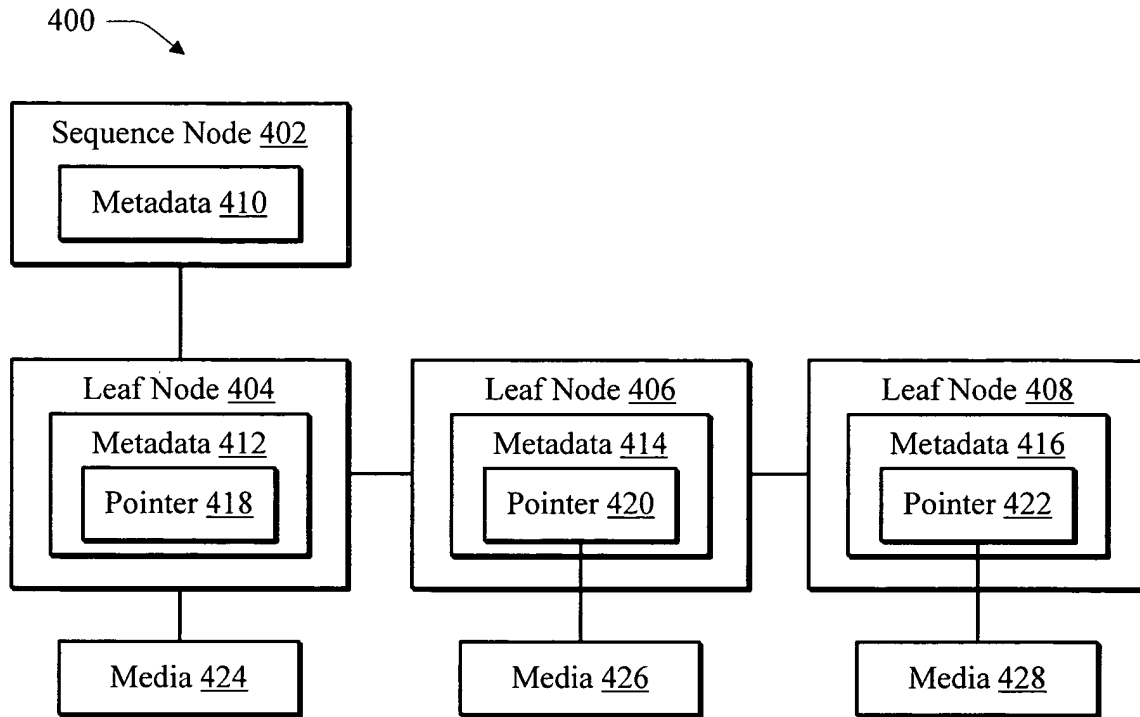 400
Sequence Node 402
Metadata 410
Leaf Node 404
Metadata 412
Pointer 418
Leaf Node 406
Metadata 414
Pointer 420
Leaf Node 408
Metadata 416
Pointer 422
Media 424
Media 426
Media 428